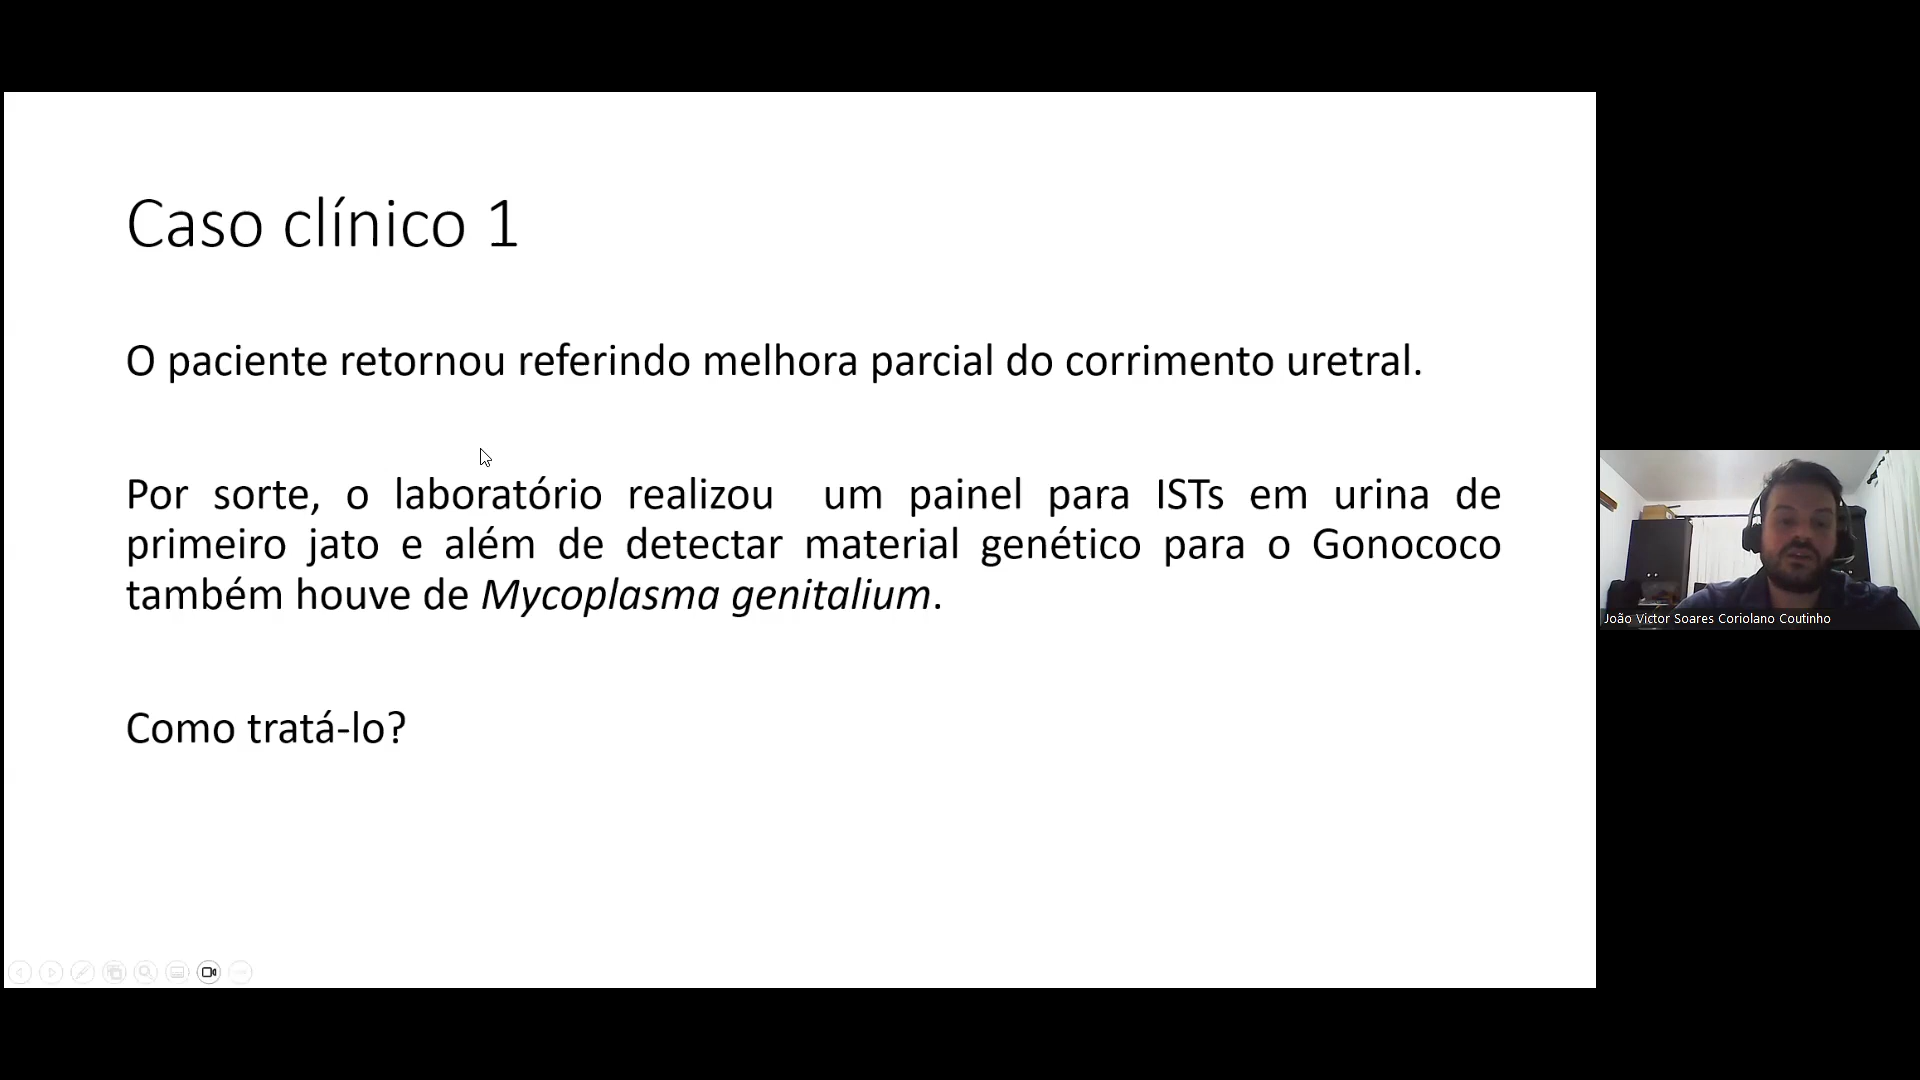 Caso clínico 1
O paciente retornou referindo melhora parcial do corrimento uretral.
Por sorte, o laboratório realizou um painel para ISTs em urina de
primeiro jato e além de detectar material genético para o Gonococo
também houve de Mycoplasma genitalium.
Como tratá-lo?
João Victor Soares Coriolano Coutinho